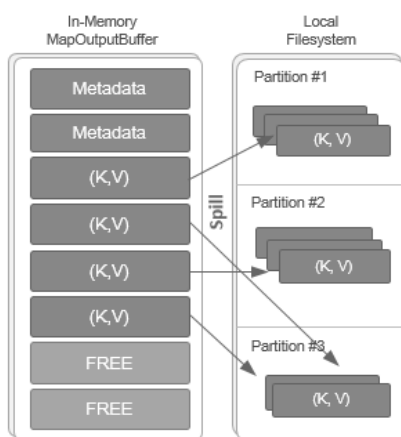 In-Memory
MapOutputBuffer
Metadata
Metadata
(K,V)
(K,V)
(K,V)
(K,V)
FREE
FREE
Spill
Local
Filesystem
Partition #1
(K, V)
Partition #2
(K, V)
Partition #3
(K, V)